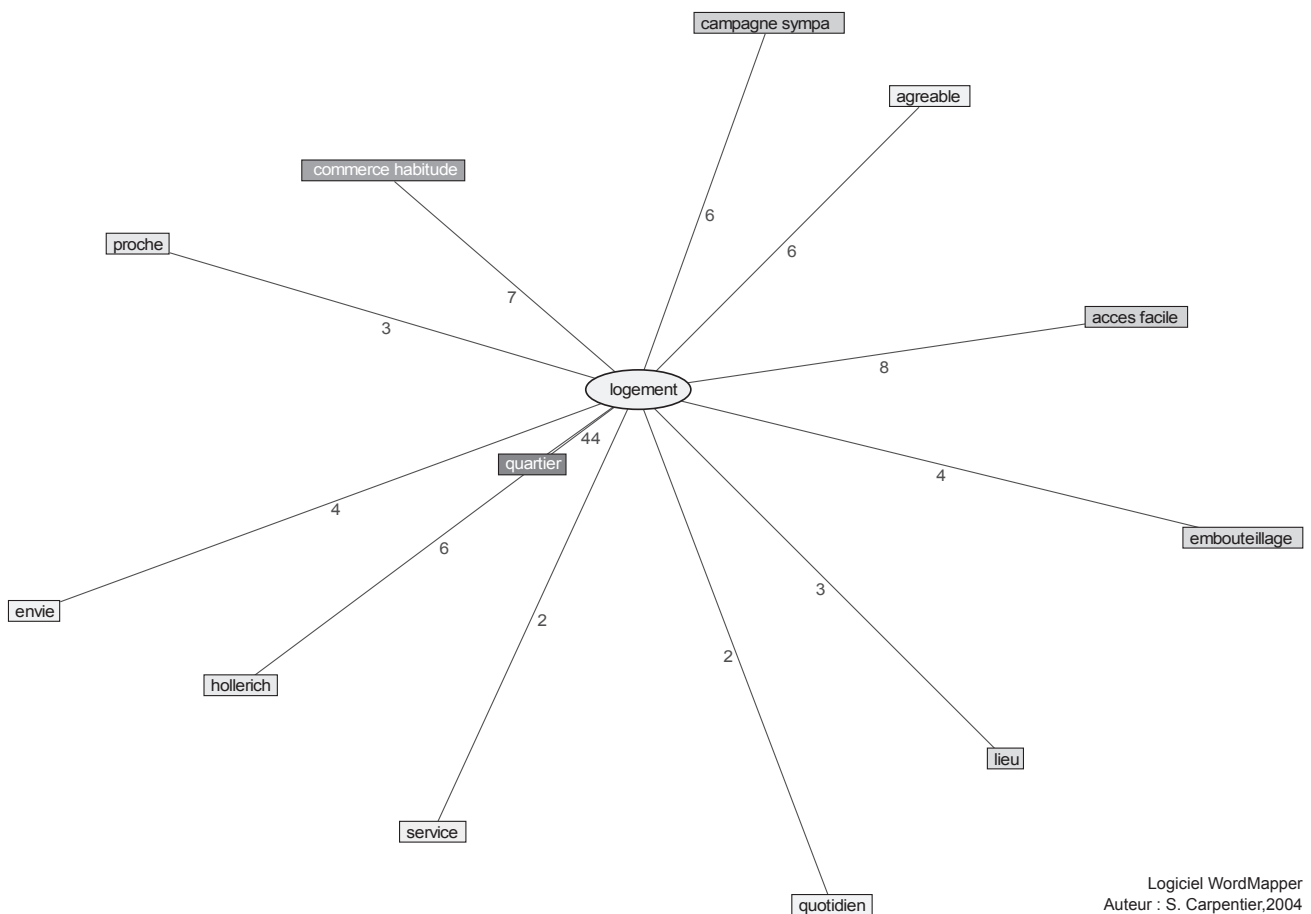 campagne sympa
agreable
commerce habitude
6
proche
6
7
acces facile
3
8
logement
44
quartier
4
4
embouteillage
6
3
envie
2
2
hollerich
lieu
service
Logiciel WordMapper
quotidien
Auteur : S. Carpentier,2004